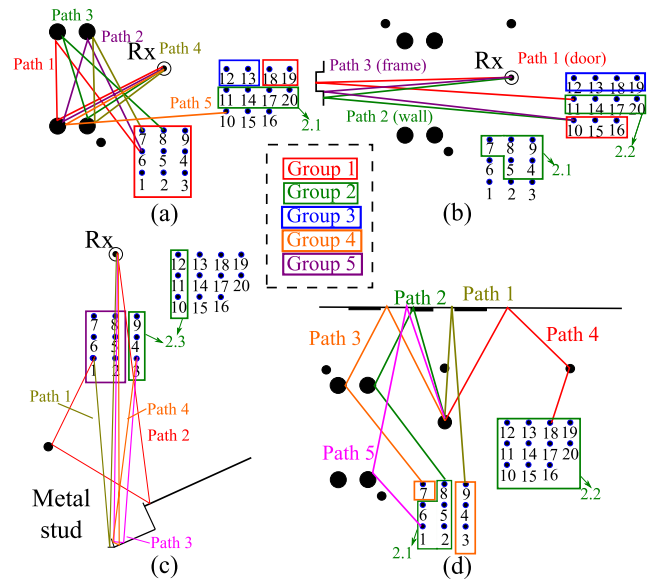 Path 3
Path 2
Rx
Path 4
Path 1
Path 5
12 13 18 19
11 14 17 20
10 15 16
2.1
7 8 9
6 5 4
1 2 3
(a)
Path 3 (frame)
Rx
Path 1 (door)
Path 2 (wall)
12 13 18 19
11 14 17 20
10 15 16
2.2
7 8 9
6 5 4
1 2 3
2.1
(b)
Group 1
Group 2
Group 3
Group 4
Group 5
Rx
12 13 18 19
11 14 17 20
10 15 16
2.3
7 8 9
6 5 4
1 2 3
Path 1
Path 4
Path 2
Metal
stud
Path 3
(c)
Path 2
Path 1
Path 3
Path 4
Path 5
12 13 18 19
11 14 17 20
10 15 16
2.2
7 8 9
6 5 4
1 2 3
2.1
(d)